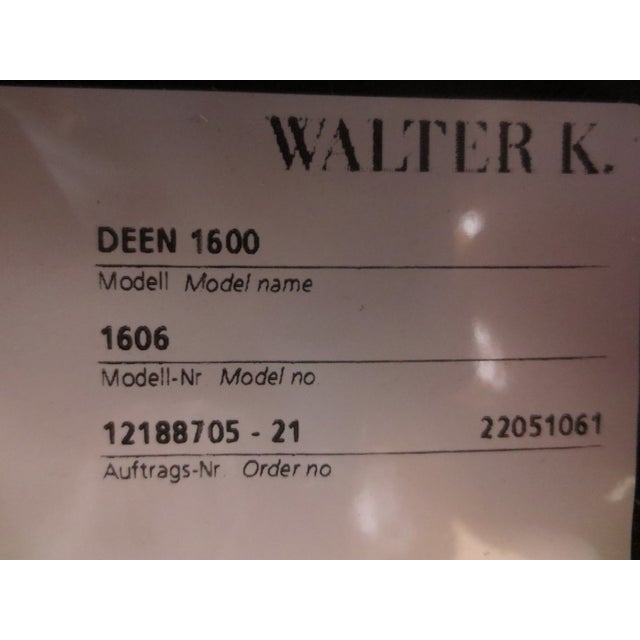 WALTER K.
DEEN 1600
Modell Model name
1606
Modell-Nr Model no
12188705 - 21 22051061
Auftrags-Nr. Order no